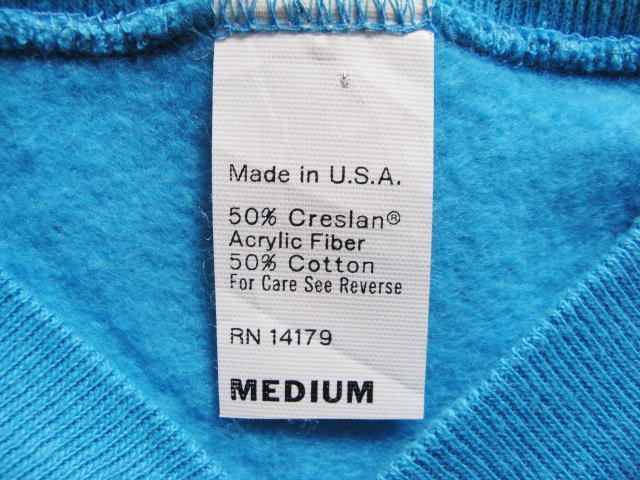 Made in U.S.A.
50% Creslan®
Acrylic Fiber
50% Cotton
For Care See Reverse
RN 14179
MEDIUM